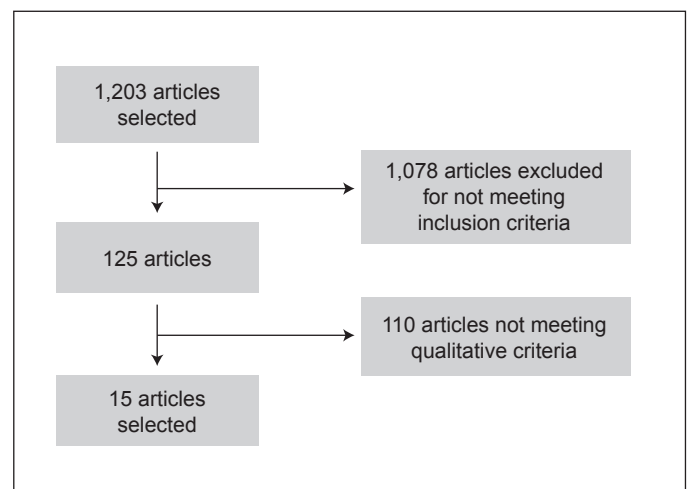 1,203 articles
selected
1,078 articles excluded
for not meeting
inclusion criteria
125 articles
110 articles not meeting
qualitative criteria
15 articles
selected